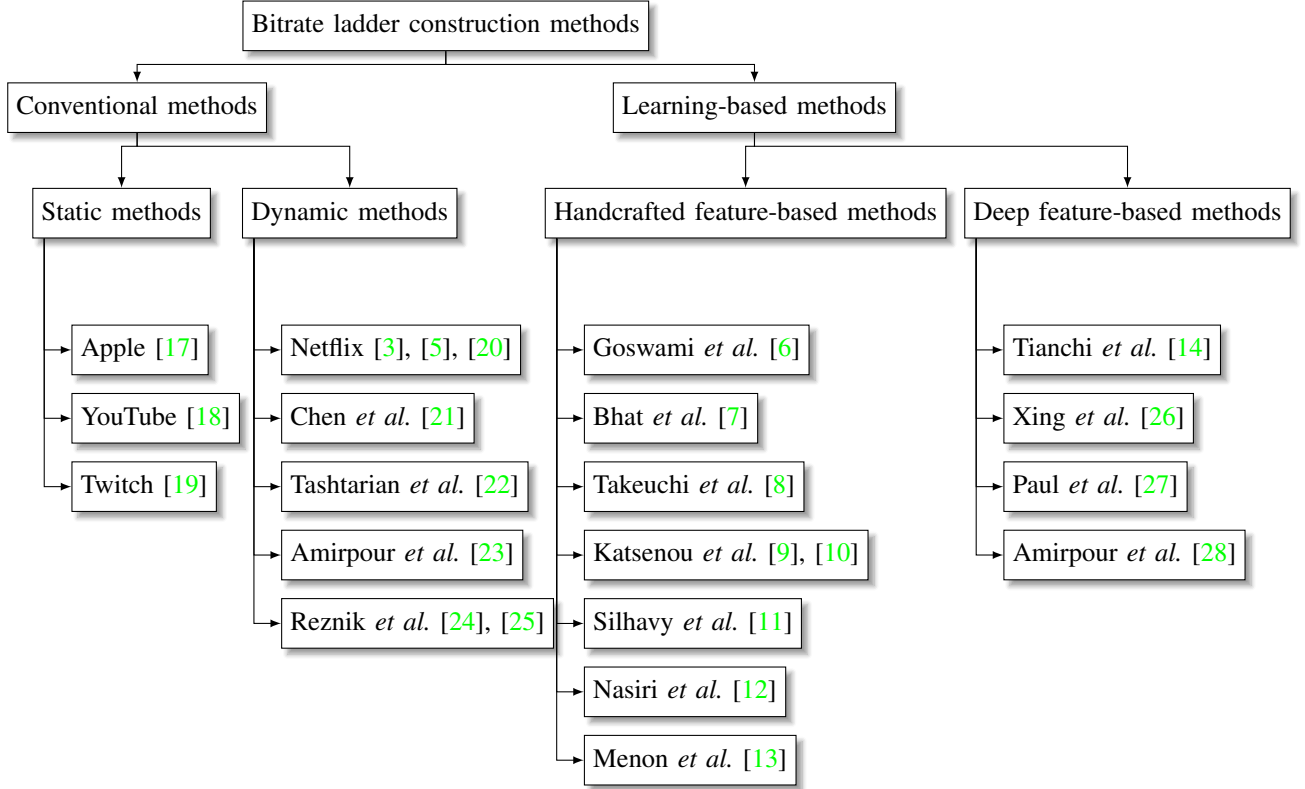 Bitrate ladder construction methods
Conventional methods
Learning-based methods
Static methods
Dynamic methods
Handcrafted feature-based methods
Deep feature-based methods
Apple [17]
YouTube [18]
Twitch [19]
Netflix [3], [5], [20]
Chen et al. [21]
Tashtarian et al. [22]
Amirpour et al. [23]
Reznik et al. [24], [25]
Goswami et al. [6]
Bhat et al. [7]
Takeuchi et al. [8]
Katsenou et al. [9], [10]
Silhavy et al. [11]
Nasiri et al. [12]
Menon et al. [13]
Tianchi et al. [14]
Xing et al. [26]
Paul et al. [27]
Amirpour et al. [28]